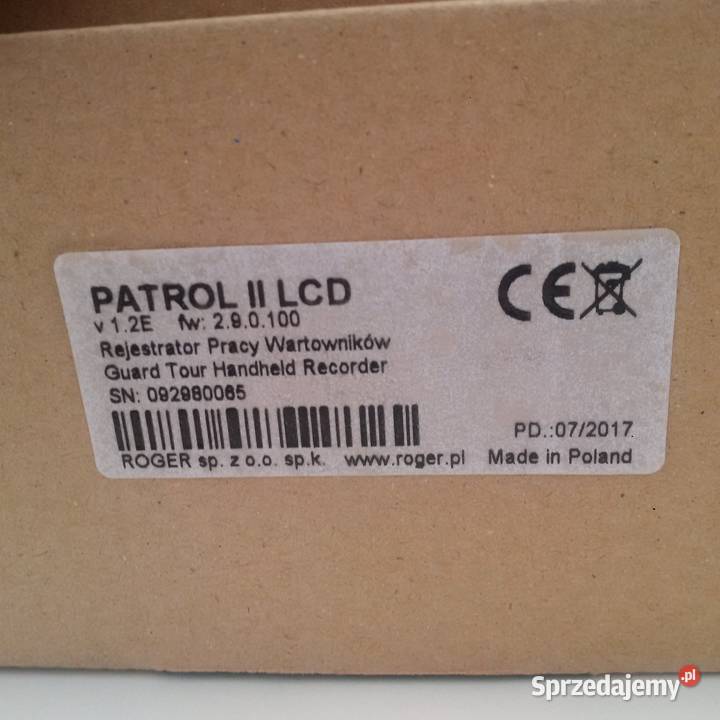 PATROL II LCD
v 1.2E fw: 2.9.0.100
Rejestrator Pracy Wartowników
Guard Tour Handheld Recorder
SN: 092980065
PD.:07/2017
ROGER sp. z o.o. sp.k. www.roger.pl Made in Poland
CE
Sprzedajemy.pl